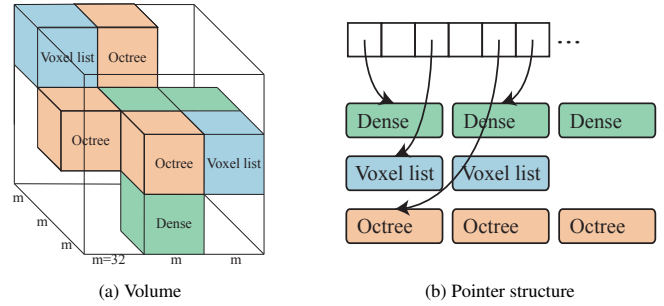 Voxel list
Octree
Octree
Octree
Voxel list
Dense
m
m
m
m=32
m
m
(a) Volume
...
Dense
Dense
Dense
Voxel list
Voxel list
Octree
Octree
Octree
(b) Pointer structure